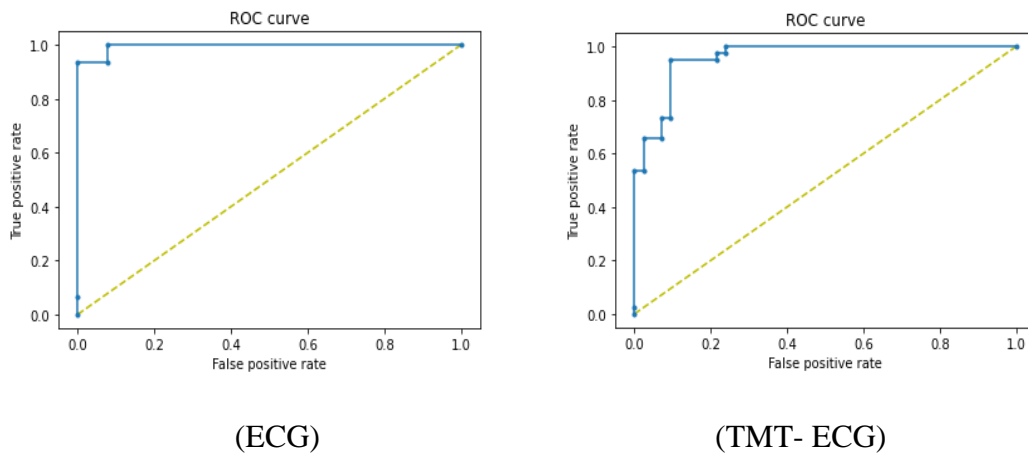 ROC curve
1.0
0.8
0.6
0.4
0.2
0.0
True positive rate
0.0 0.2 0.4 0.6 0.8 1.0
False positive rate
(ECG)
ROC curve
1.0
0.8
0.6
0.4
0.2
0.0
True positive rate
0.0 0.2 0.4 0.6 0.8 1.0
False positive rate
(TMT- ECG)